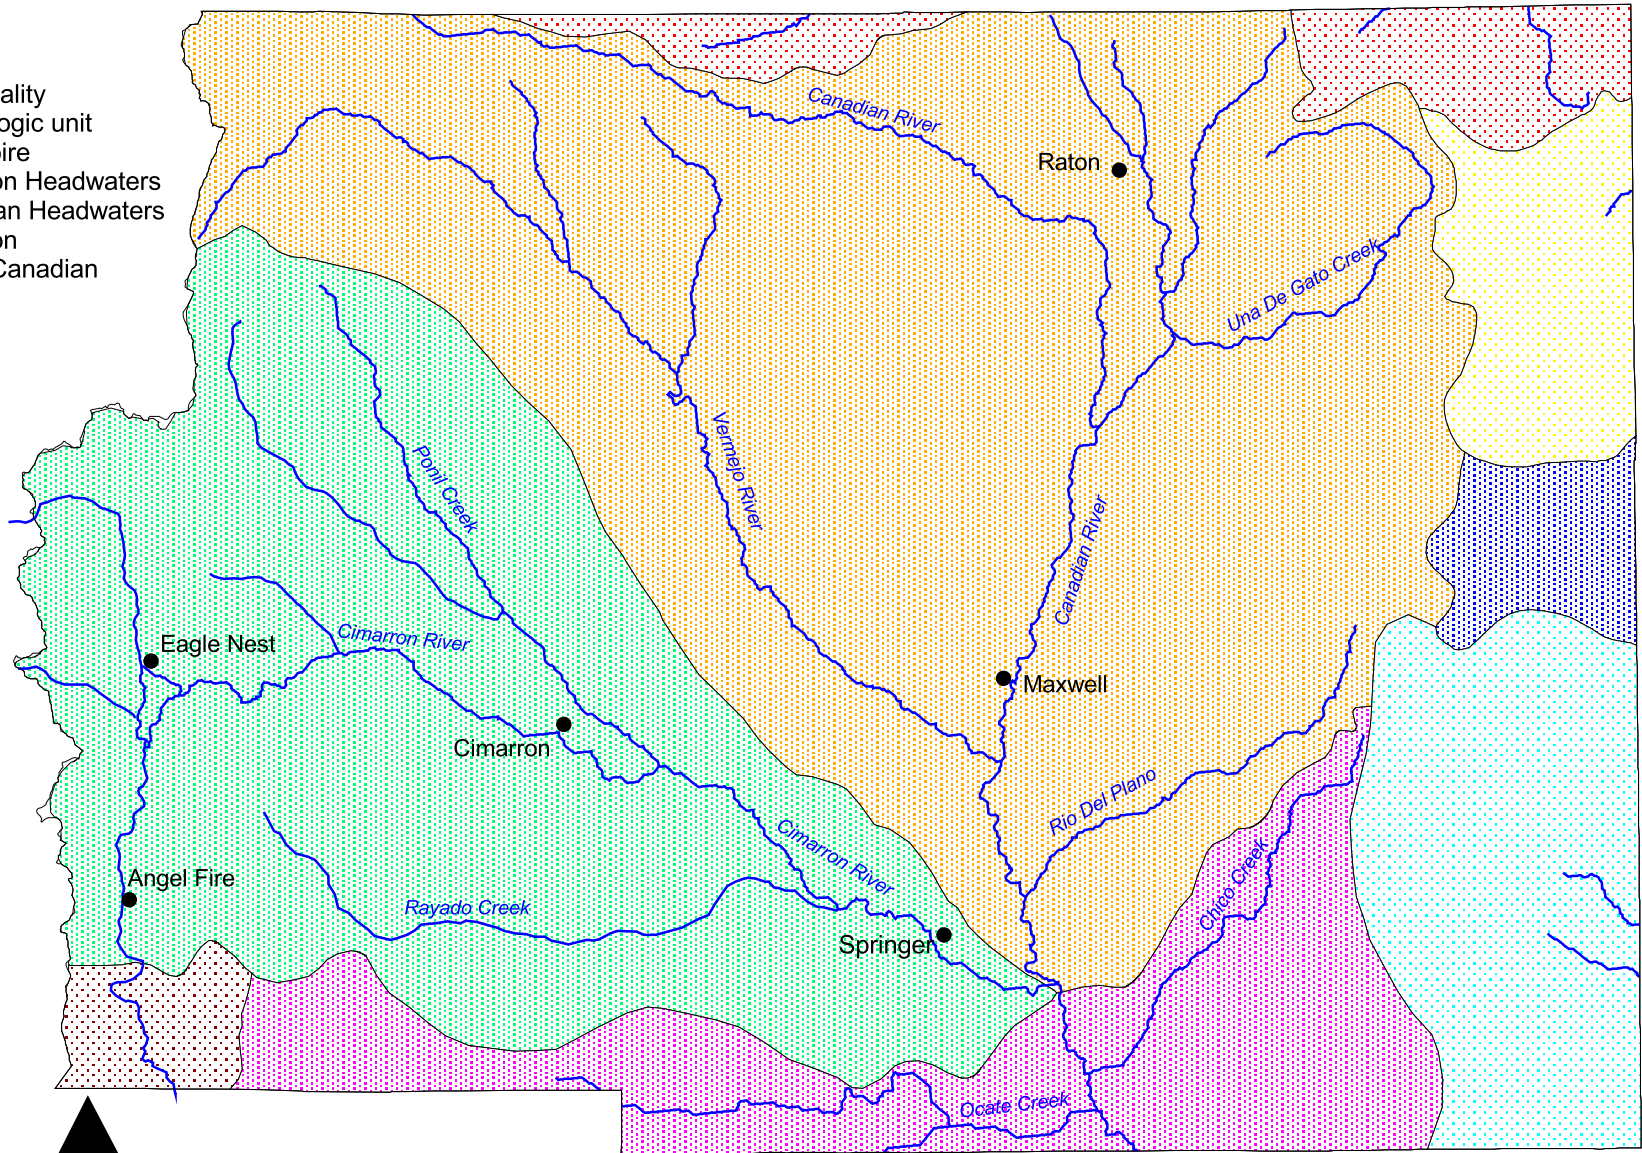 ality
ogic unit
oire
on Headwaters
an Headwaters
on
Canadian
Canadian River
Raton
Una De Gato Creek
Vermejo River
Ponil Creek
Canadian River
Eagle Nest
Cimarron River
Maxwell
Cimarron
Rio Del Plano
Cimarron River
Chico Creek
Angel Fire
Rayado Creek
Springer
Ocate Creek